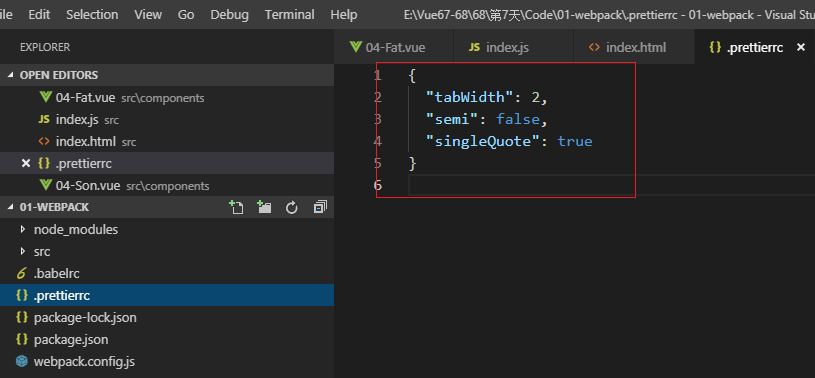 File Edit Selection View Go Debug Terminal Help E:\Vue67-68\68\第7天\Code\01-webpack\.prettierrc - 01-webpack - Visual Stu
EXPLORER
04-Fat.vue index.js index.html .prettierrc
OPEN EDITORS
04-Fat.vue src\components
index.js src
index.html src
.prettierrc
04-Son.vue src\components
01-WEBPACK
node_modules
src
.babelrc
.prettierrc
package-lock.json
package.json
webpack.config.js
1 {
2 "tabWidth": 2,
3 "semi": false,
4 "singleQuote": true
5 }
6